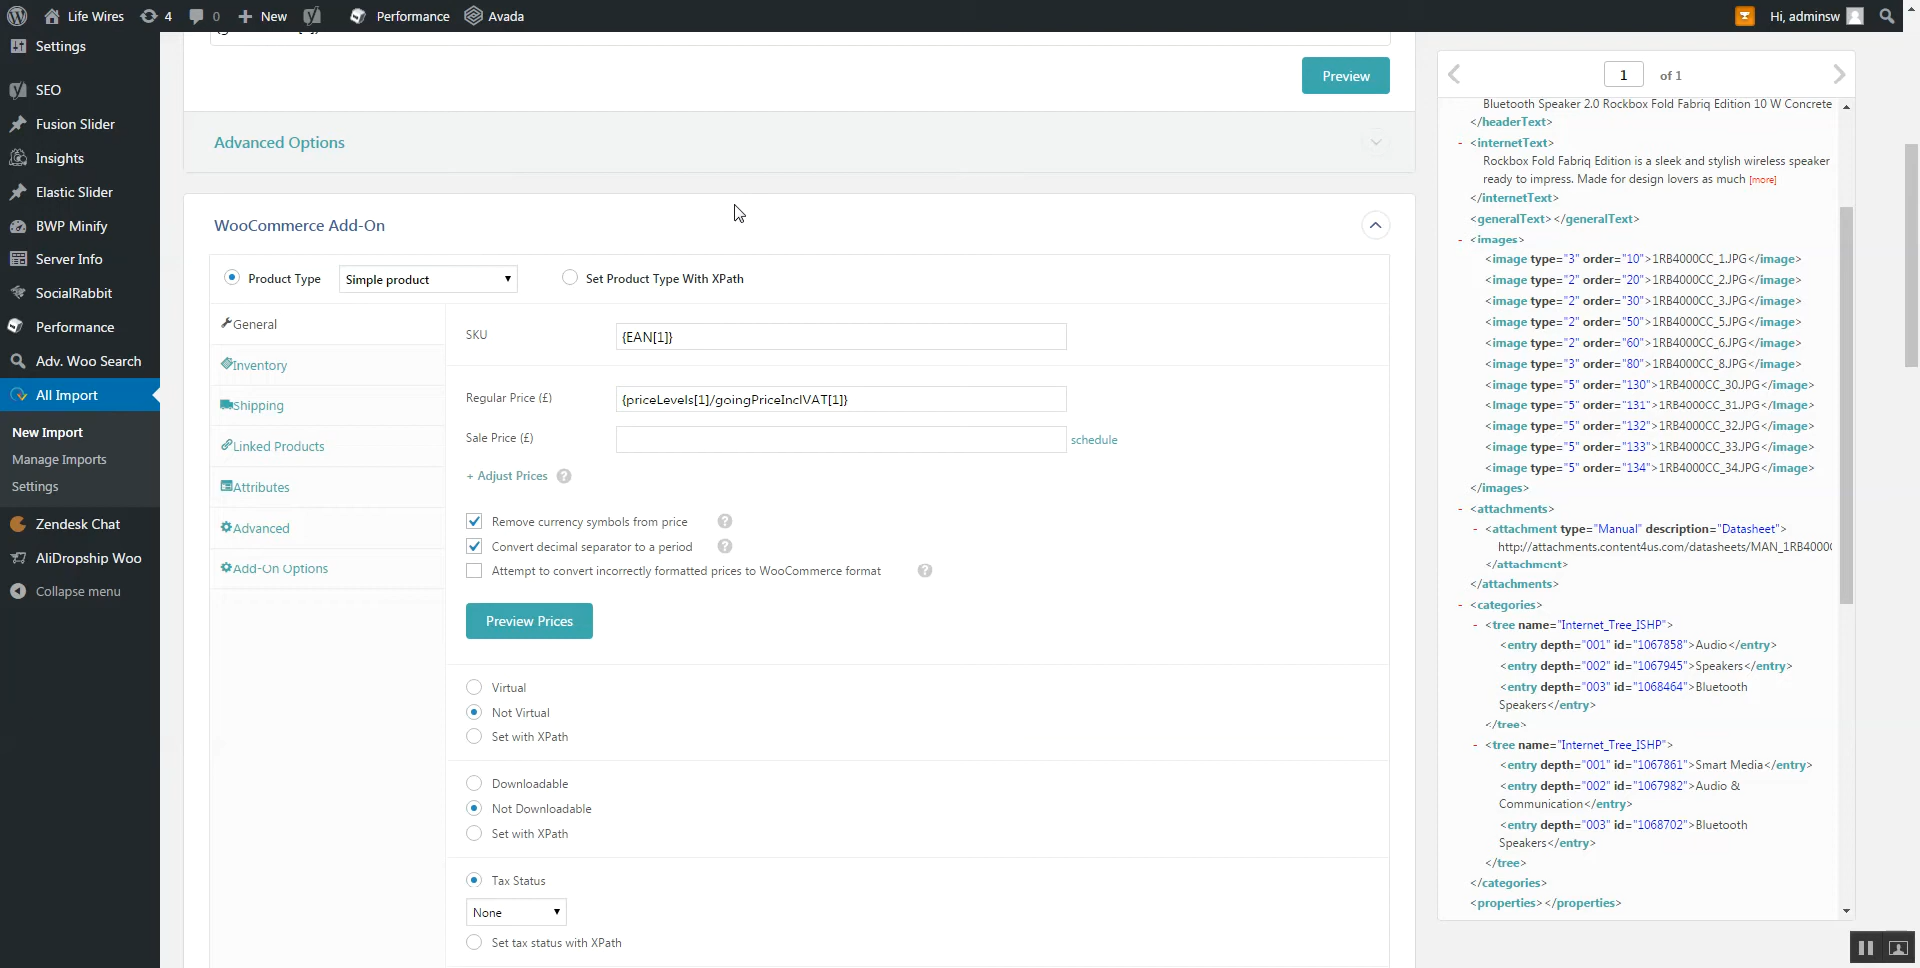 Life Wires
4
0
New
Performance
Avada
Hi, adminsw
Settings
SEO
Fusion Slider
Insights
Elastic Slider
BWP Minify
Server Info
SocialRabbit
Performance
Adv. Woo Search
All Import
New Import
Manage Imports
Settings
Zendesk Chat
AliDropship Woo
Collapse menu
Preview
Advanced Options
WooCommerce Add-On
Product Type
Simple product
Set Product Type With XPath
General
Inventory
Shipping
Linked Products
Attributes
Advanced
Add-On Options
SKU
{EAN[1]}
Regular Price (£)
{priceLevels[1]/goingPriceInclVAT[1]}
Sale Price (£)
schedule
+ Adjust Prices ?
Remove currency symbols from price ?
Convert decimal separator to a period ?
Attempt to convert incorrectly formatted prices to WooCommerce format ?
Preview Prices
Virtual
Not Virtual
Set with XPath
Downloadable
Not Downloadable
Set with XPath
Tax Status
None
Set tax status with XPath
1 of 1
Bluetooth Speaker 2.0 Rockbox Fold Fabriq Edition 10 W Concrete
</headerText>
- <internetText>
Rockbox Fold Fabriq Edition is a sleek and stylish wireless speaker
ready to impress. Made for design lovers as much [more]
</internetText>
<generalText></generalText>
- <images>
<image type="3" order="10">1RB4000CC_1.JPG</image>
<image type="2" order="20">1RB4000CC_2.JPG</image>
<image type="2" order="30">1RB4000CC_3.JPG</image>
<image type="2" order="50">1RB4000CC_5.JPG</image>
<image type="2" order="60">1RB4000CC_6.JPG</image>
<image type="3" order="80">1RB4000CC_8.JPG</image>
<image type="5" order="130">1RB4000CC_30.JPG</image>
<image type="5" order="131">1RB4000CC_31.JPG</image>
<image type="5" order="132">1RB4000CC_32.JPG</image>
<image type="5" order="133">1RB4000CC_33.JPG</image>
<image type="5" order="134">1RB4000CC_34.JPG</image>
</images>
- <attachments>
- <attachment type="Manual" description="Datasheet">
http://attachments.content4us.com/datasheets/MAN_1RB4000
</attachment>
</attachments>
- <categories>
- <tree name="Internet_Tree_ISHP">
<entry depth="001" id="1067858">Audio</entry>
<entry depth="002" id="1067945">Speakers</entry>
<entry depth="003" id="1068464">Bluetooth
Speakers</entry>
</tree>
- <tree name="Internet_Tree_ISHP">
<entry depth="001" id="1067861">Smart Media</entry>
<entry depth="002" id="1067982">Audio &
Communication</entry>
<entry depth="003" id="1068702">Bluetooth
Speakers</entry>
</tree>
</categories>
<properties></properties>